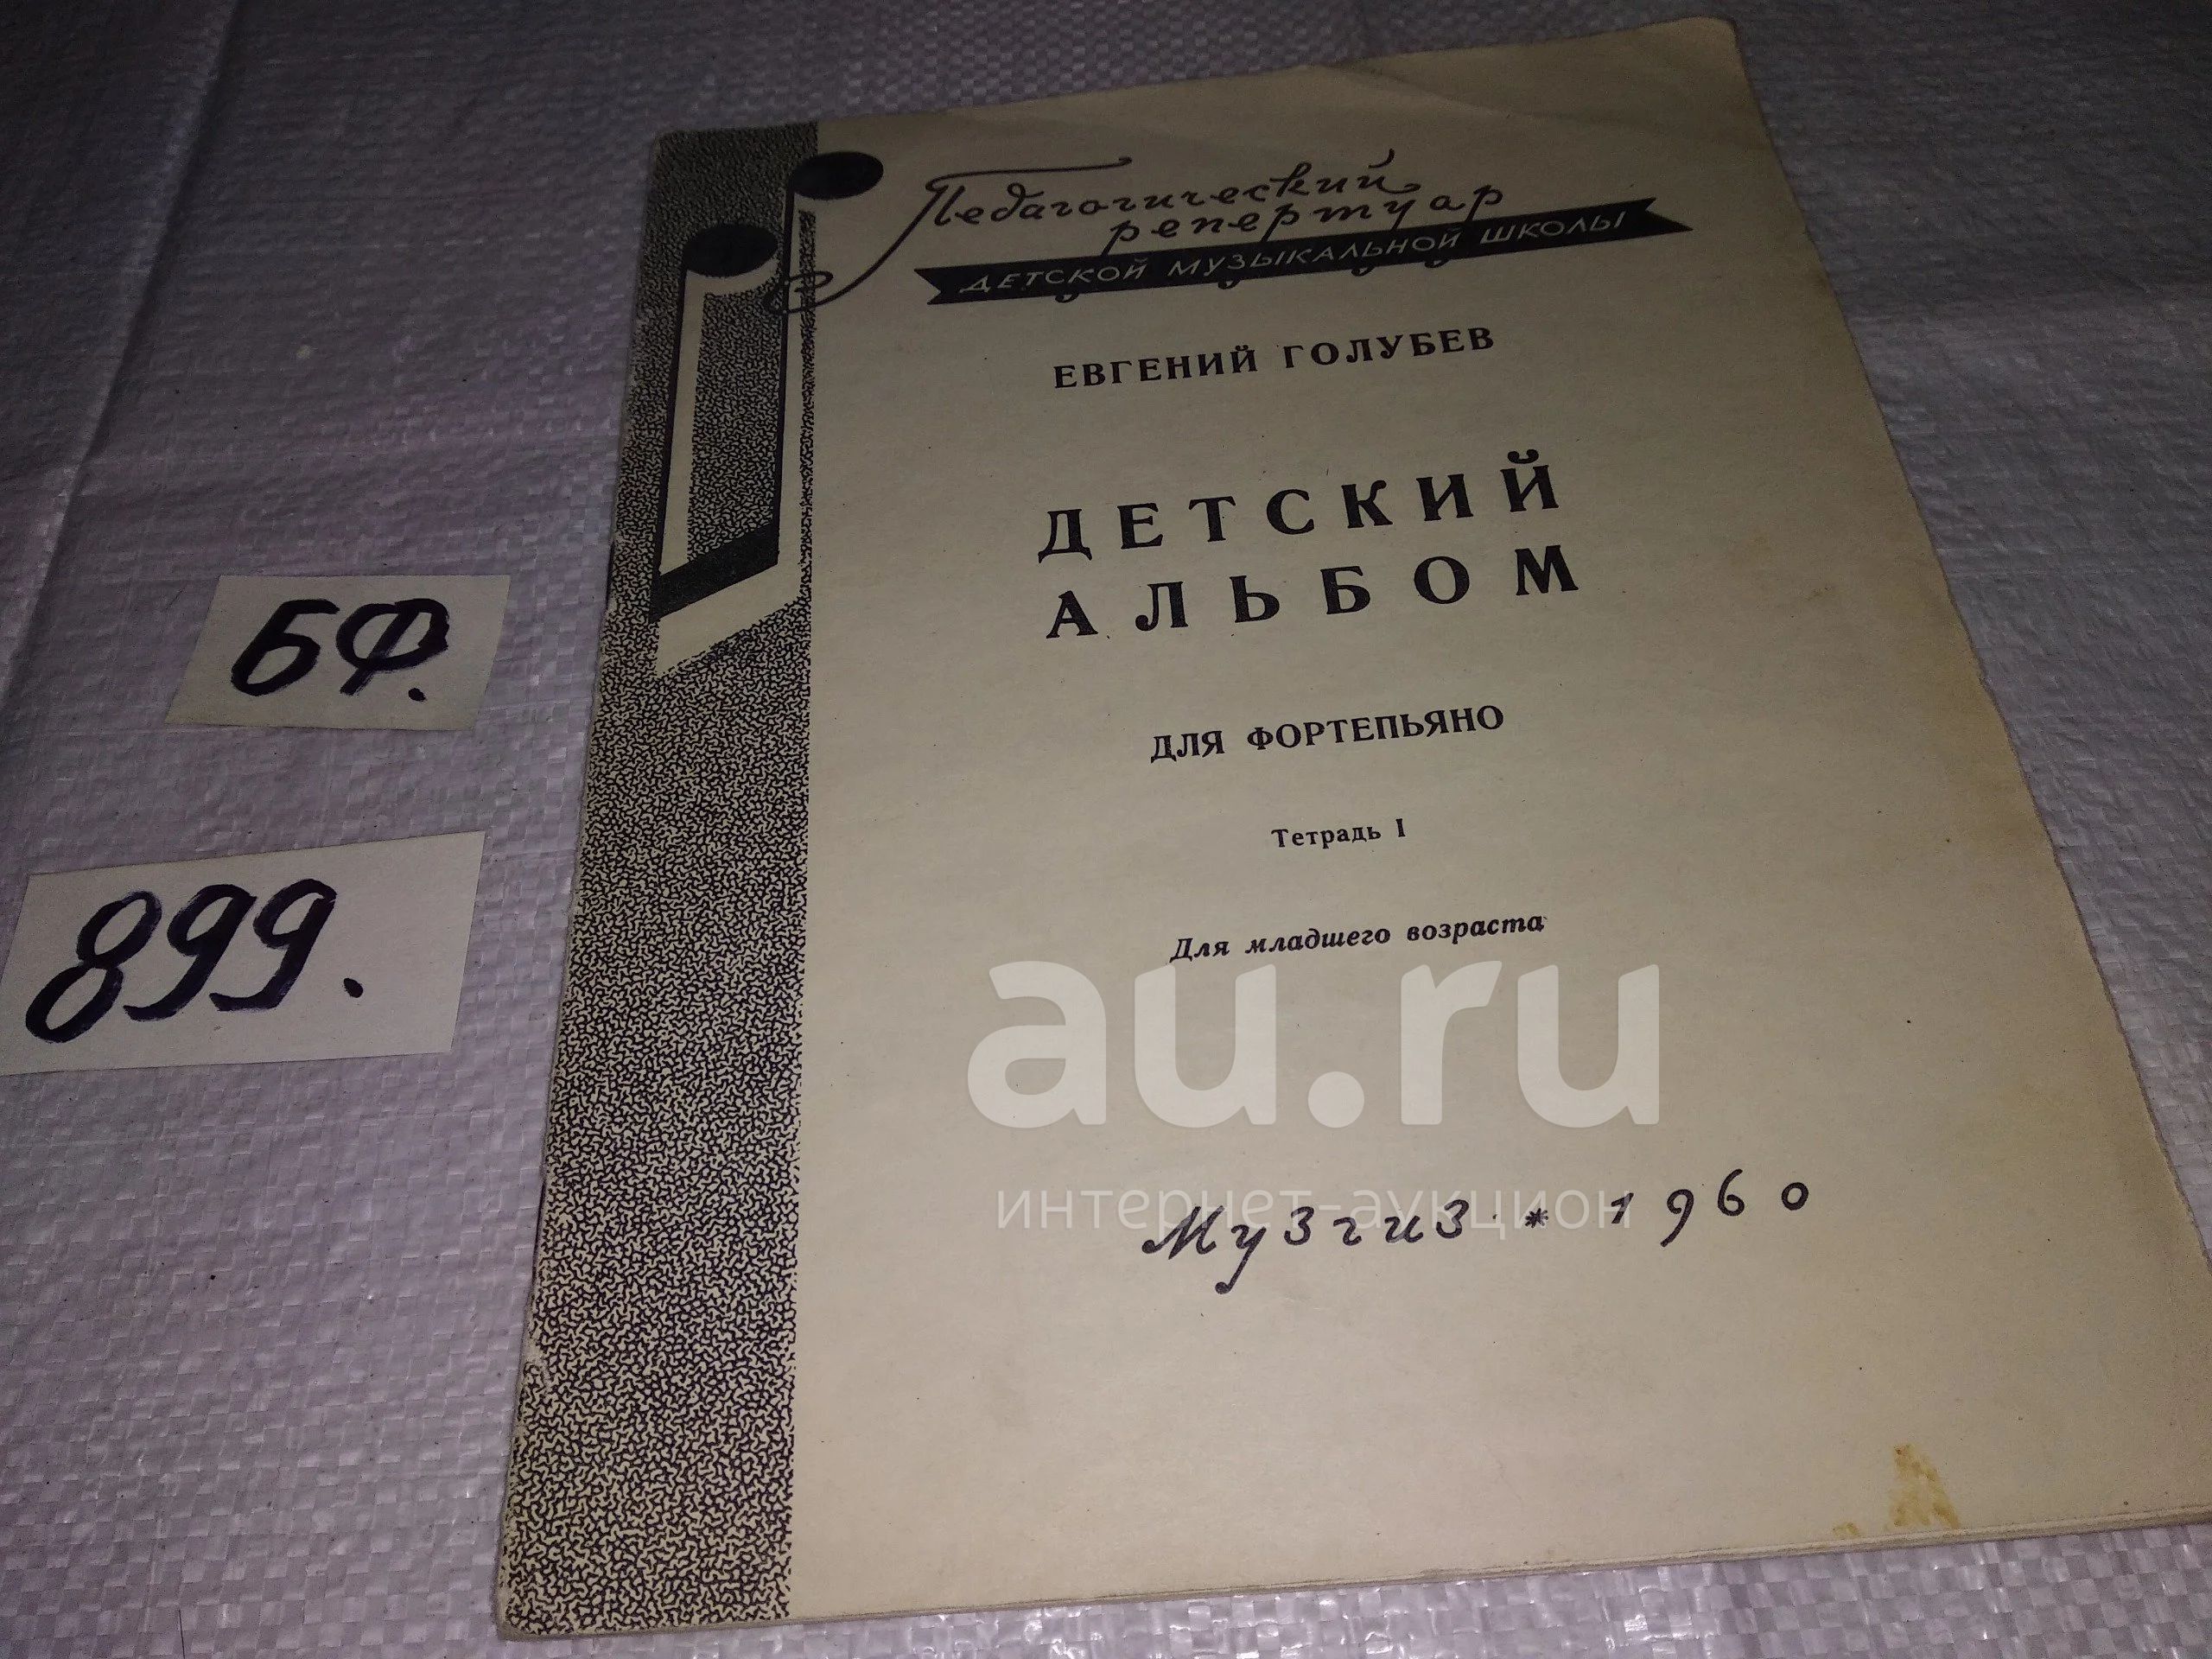 Педагогический
репертуар
ДЕТСКОЙ МУЗЫКАЛЬНОЙ ШКОЛЫ
ЕВГЕНИЙ ГОЛУБЕВ
ДЕТСКИЙ
АЛЬБОМ
ДЛЯ ФОРТЕПЬЯНО
Тетрадь I
Для младшего возраста
Музгиз * 1960
БФ.
899.
au.ru
интернет-аукцион